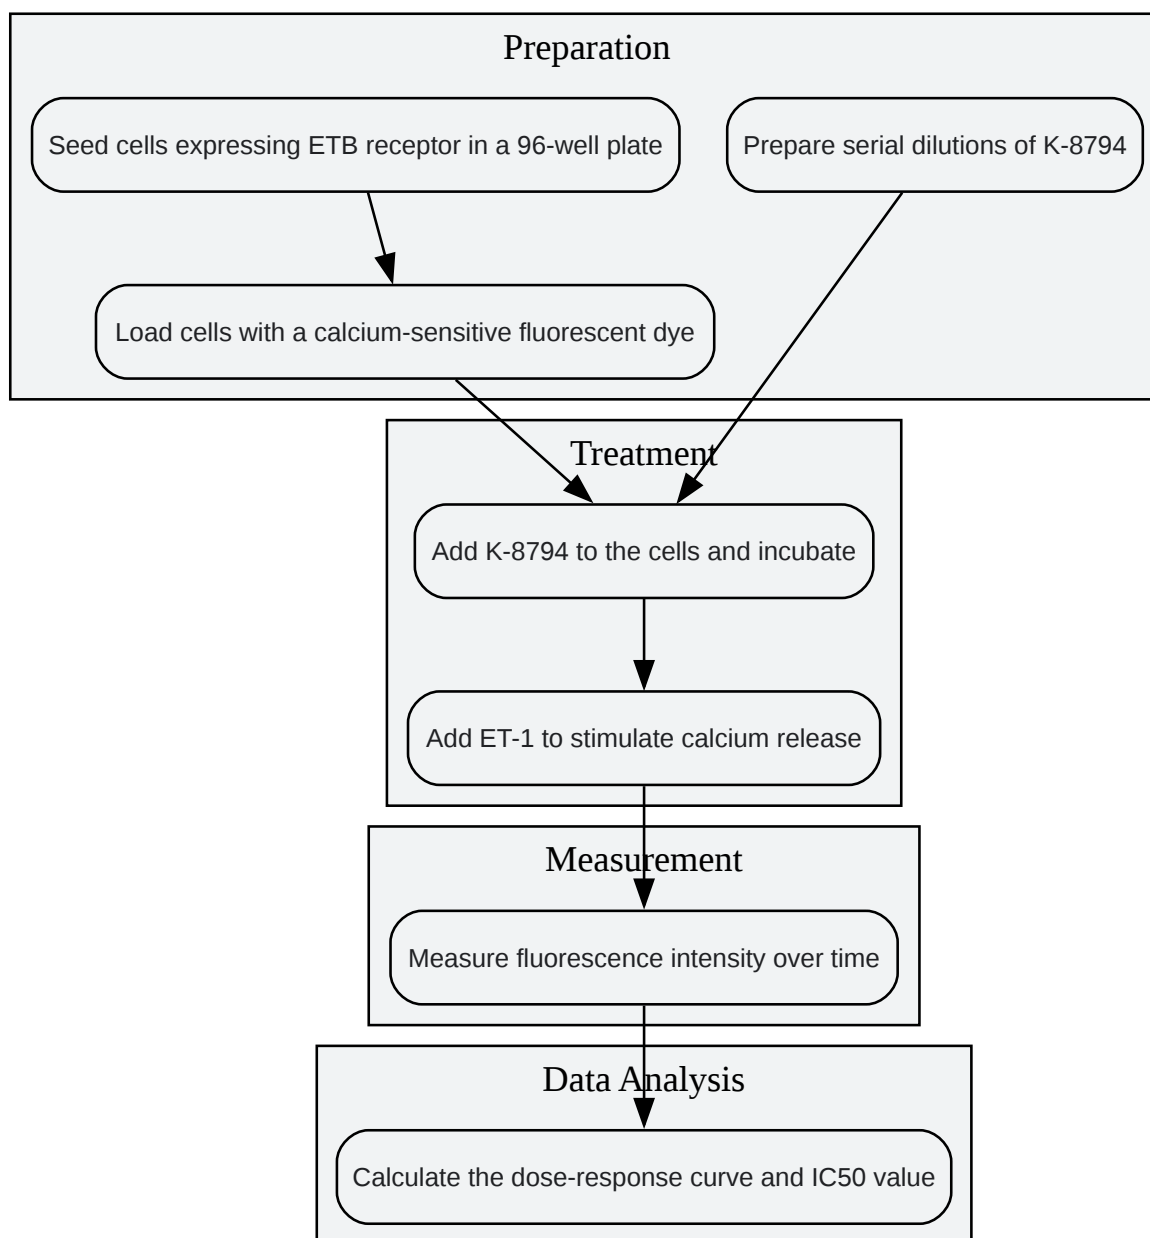 Preparation
Seed cells expressing ETB receptor in a 96-well plate
Prepare serial dilutions of K-8794
Load cells with a calcium-sensitive fluorescent dye
Treatment
Add K-8794 to the cells and incubate
Add ET-1 to stimulate calcium release
Measurement
Measure fluorescence intensity over time
Data Analysis
Calculate the dose-response curve and IC50 value